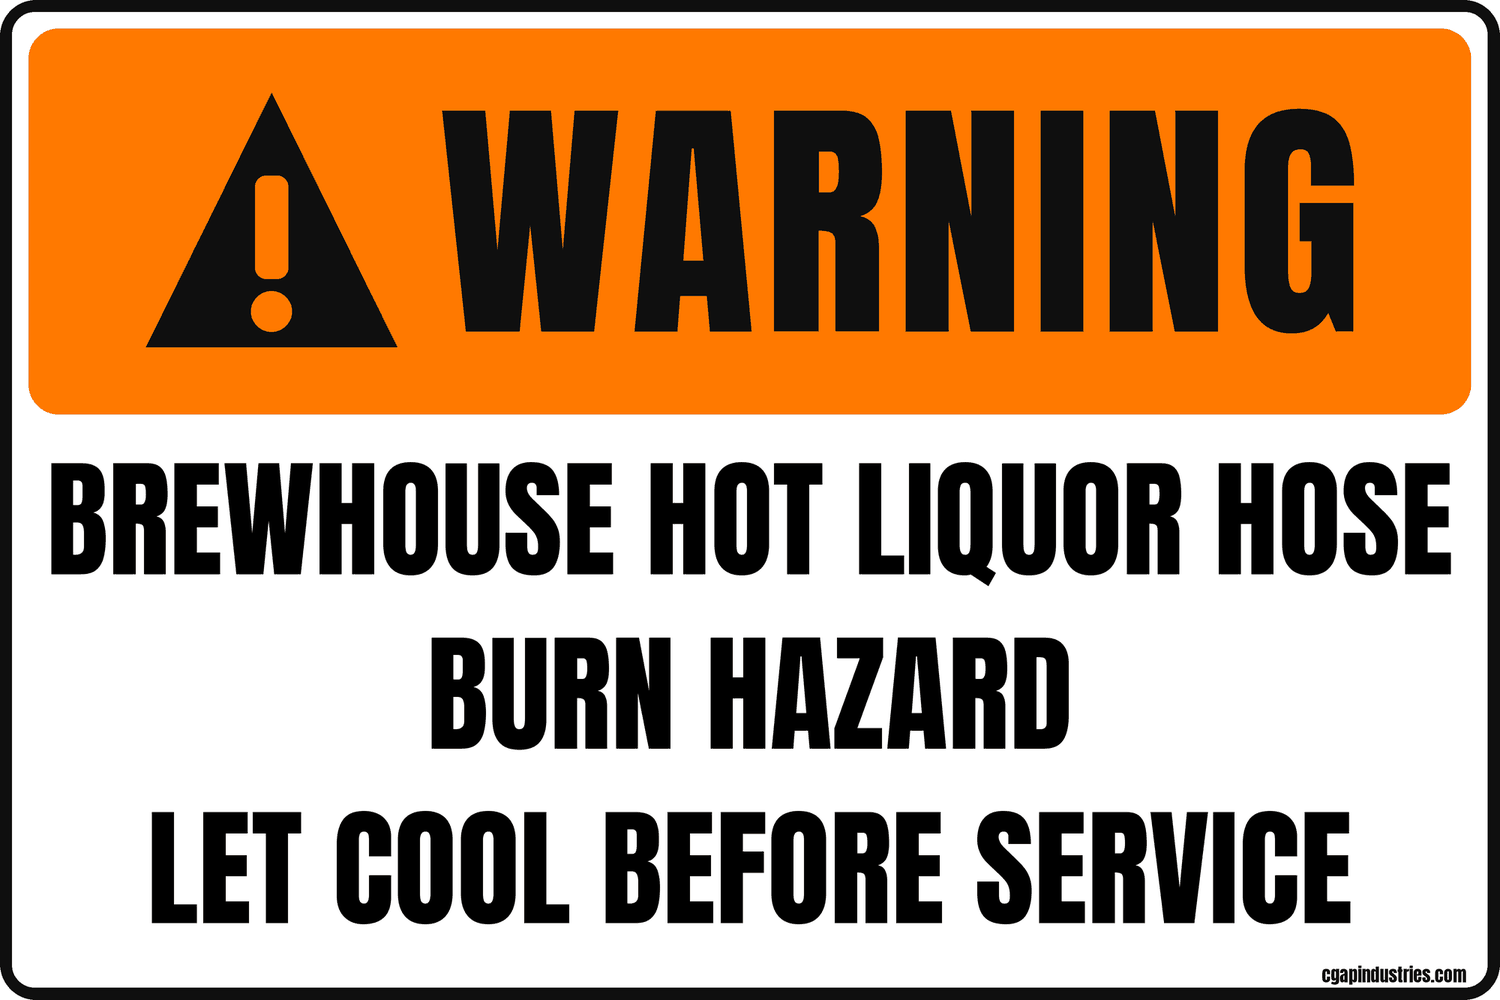 WARNING
BREWHOUSE HOT LIQUOR HOSE
BURN HAZARD
LET COOL BEFORE SERVICE
cgapindustries.com